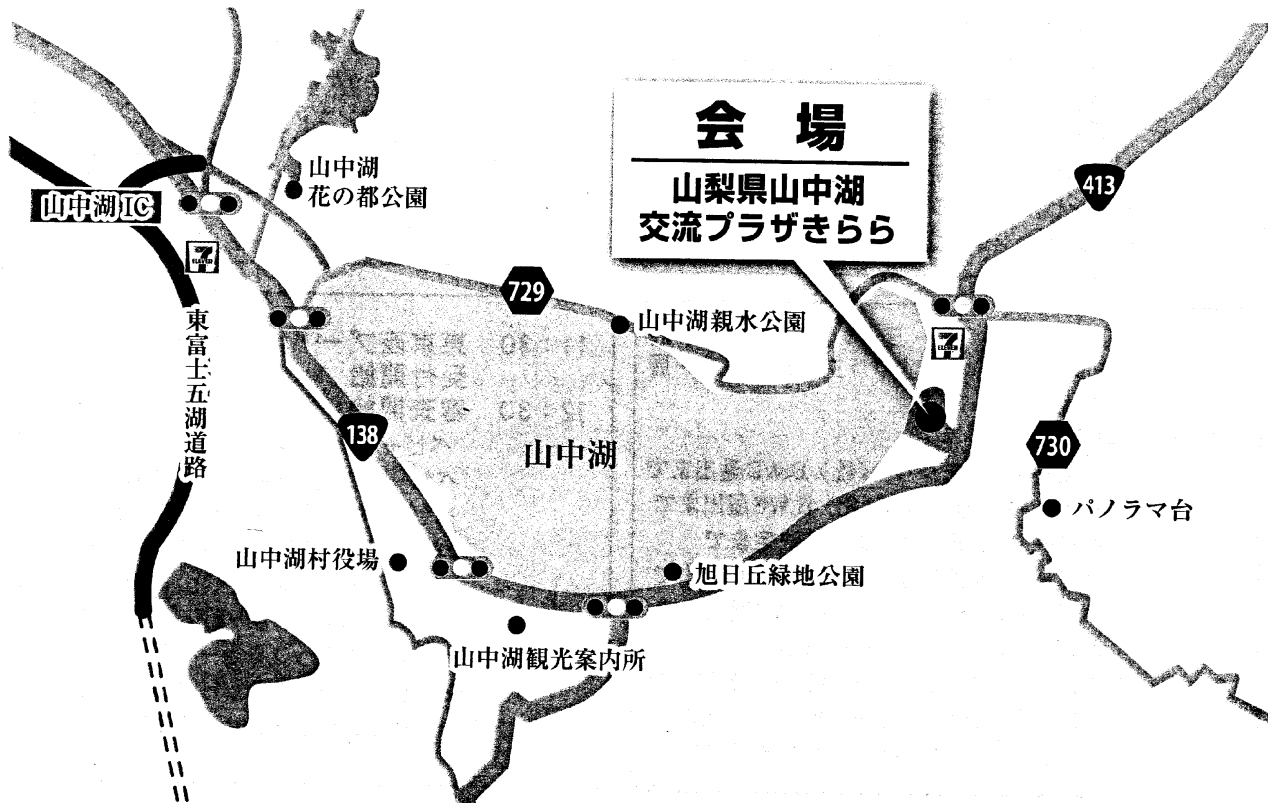 会 場
山梨県山中湖
交流プラザきらら
413
山中湖
花の都公園
山中湖IC
7
ELEVEN
729
山中湖親水公園
7
ELEVEN
東富士五湖道路
138
山中湖
730
パノラマ台
山中湖村役場
旭日丘緑地公園
山中湖観光案内所